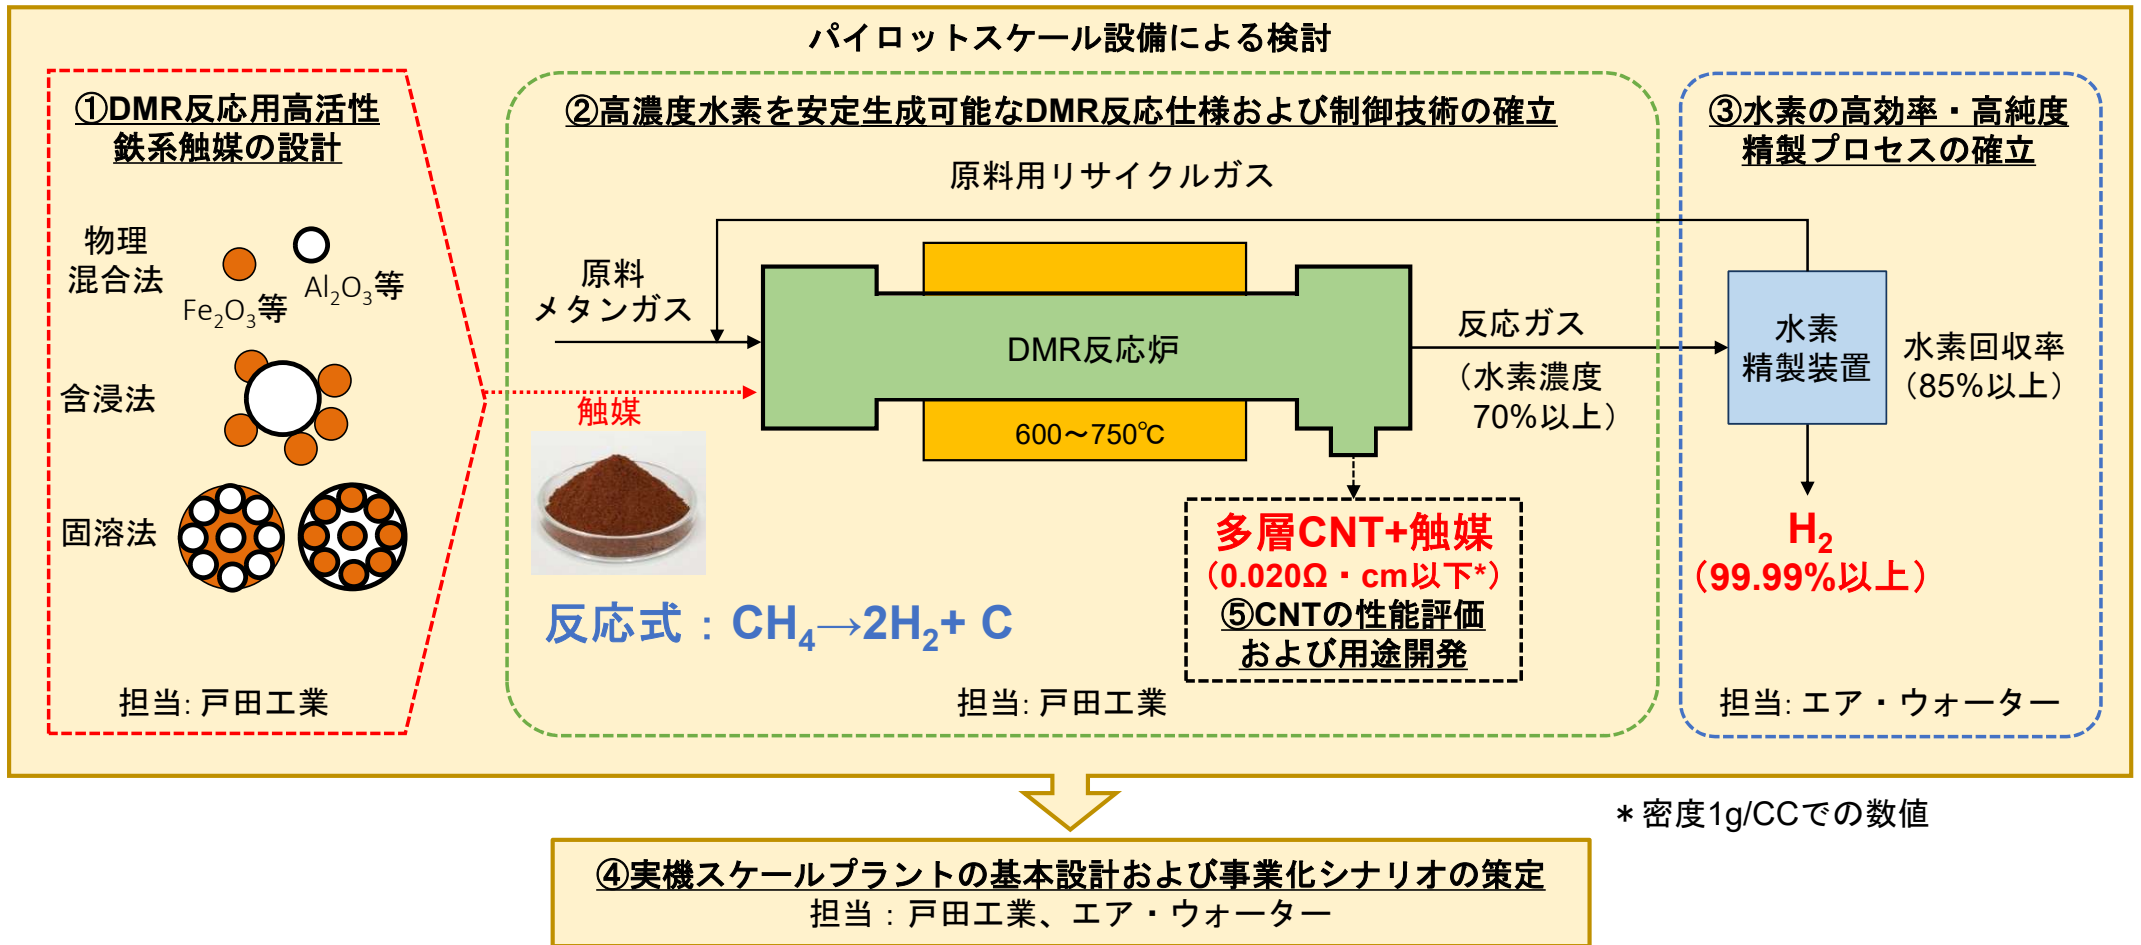 パイロットスケール設備による検討
①DMR反応用高活性
鉄系触媒の設計
物理
混合法
Fe₂O₃等
Al₂O₃等
含浸法
固溶法
担当: 戸田工業
②高濃度水素を安定生成可能なDMR反応仕様および制御技術の確立
原料用リサイクルガス
原料
メタンガス
触媒
DMR反応炉
600～750℃
反応ガス
（水素濃度
70%以上）
反応式：CH₄→2H₂+ C
多層CNT+触媒
（0.020Ω・cm以下*）
⑤CNTの性能評価
および用途開発
担当: 戸田工業
③水素の高効率・高純度
精製プロセスの確立
水素
精製装置
水素回収率
（85%以上）
H₂
（99.99%以上）
担当: エア・ウォーター
＊密度1g/CCでの数値
④実機スケールプラントの基本設計および事業化シナリオの策定
担当：戸田工業、エア・ウォーター